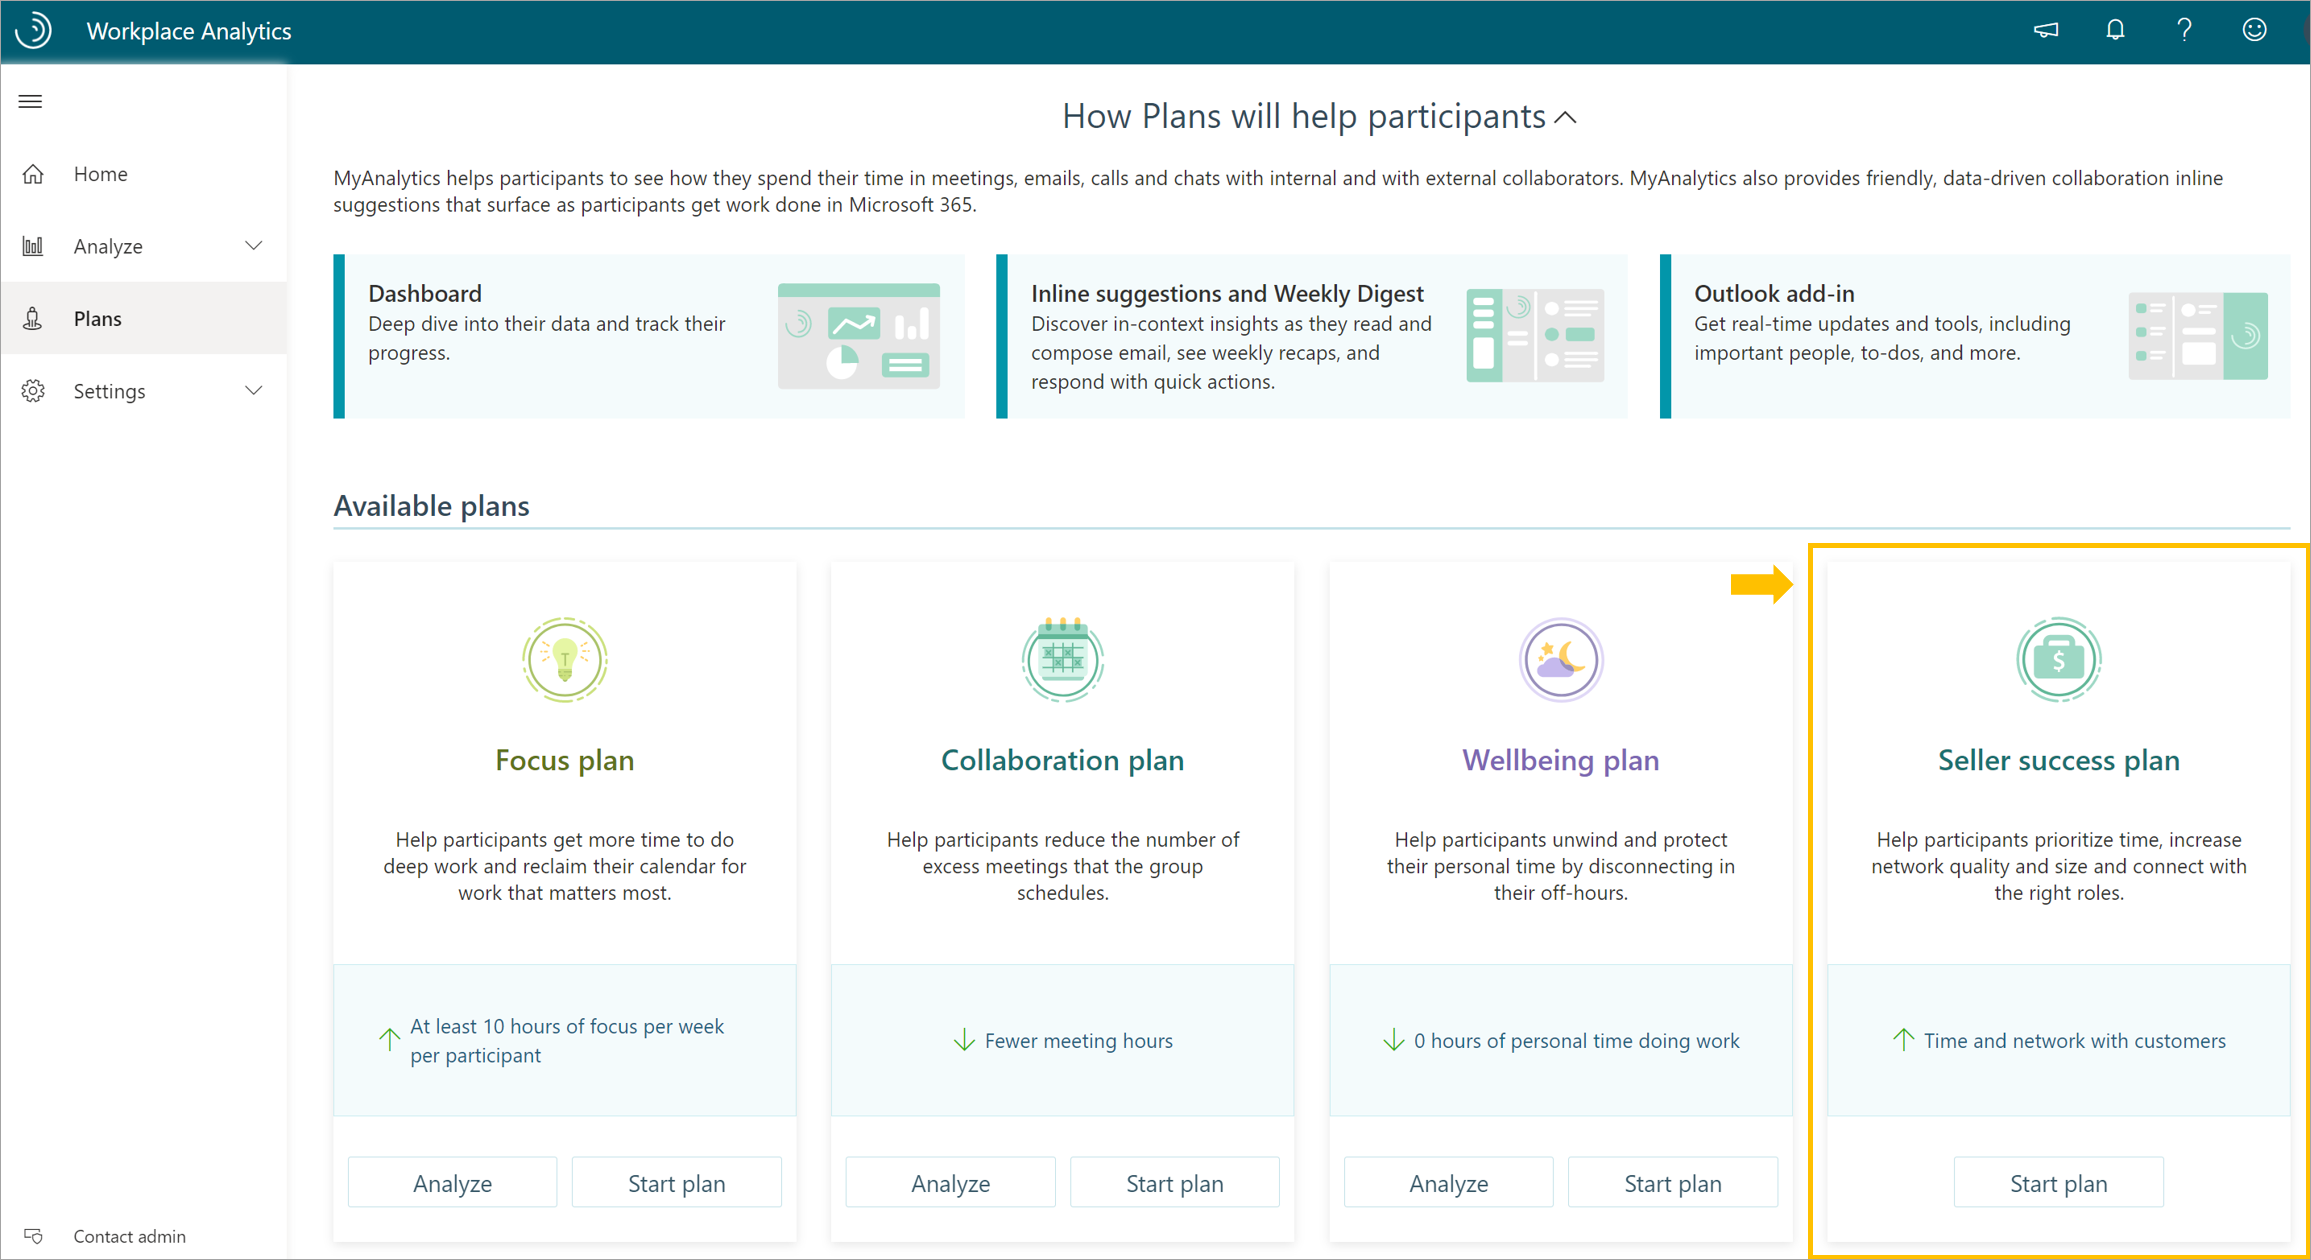 Workplace Analytics
Home
Analyze
Plans
Settings
Contact admin
How Plans will help participants
MyAnalytics helps participants to see how they spend their time in meetings, emails, calls and chats with internal and with external collaborators. MyAnalytics also provides friendly, data-driven collaboration inline
suggestions that surface as participants get work done in Microsoft 365.
Dashboard
Deep dive into their data and track their
progress.
Inline suggestions and Weekly Digest
Discover in-context insights as they read and
compose email, see weekly recaps, and
respond with quick actions.
Outlook add-in
Get real-time updates and tools, including
important people, to-dos, and more.
Available plans
Focus plan
Help participants get more time to do
deep work and reclaim their calendar for
work that matters most.
At least 10 hours of focus per week
per participant
Analyze
Start plan
Collaboration plan
Help participants reduce the number of
excess meetings that the group
schedules.
Fewer meeting hours
Analyze
Start plan
Wellbeing plan
Help participants unwind and protect
their personal time by disconnecting in
their off-hours.
0 hours of personal time doing work
Analyze
Start plan
$
Seller success plan
Help participants prioritize time, increase
network quality and size and connect with
the right roles.
Time and network with customers
Start plan